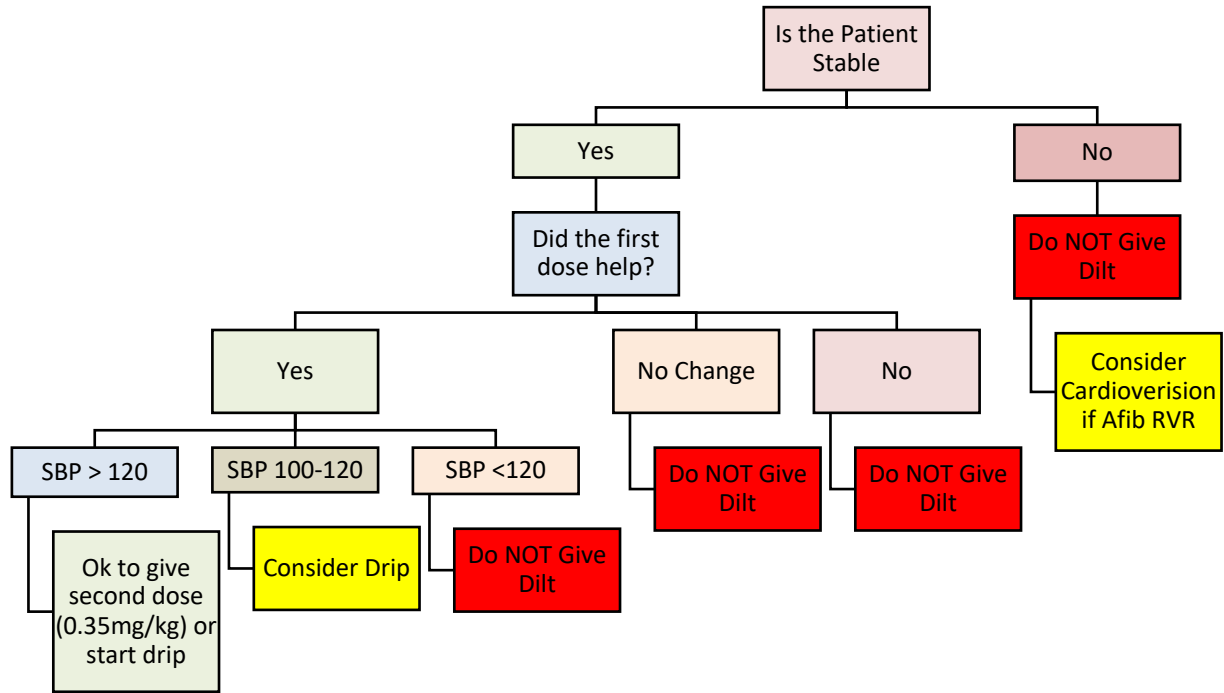 Is the Patient
Stable
Yes
No
Did the first
dose help?
Do NOT Give
Dilt
Yes
No Change
No
Consider
Cardioverision
if Afib RVR
SBP > 120
SBP 100-120
SBP <120
Do NOT Give
Dilt
Do NOT Give
Dilt
Ok to give
second dose
(0.35mg/kg) or
start drip
Consider Drip
Do NOT Give
Dilt